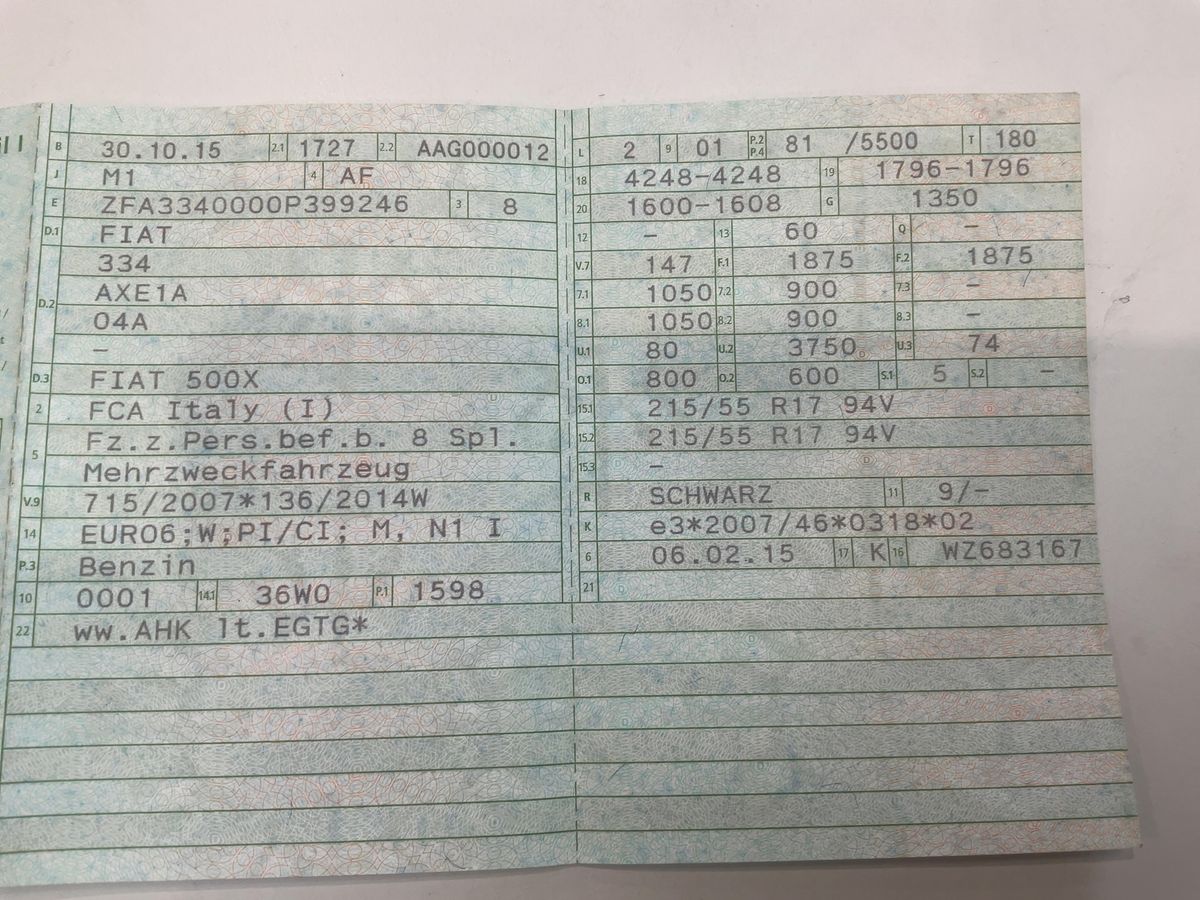 il I
B 30.10.15 2.1 1727 2.2 AAG000012
J M1 4 AF
E ZFA3340000P399246 3 8
D.1 FIAT
334
D.2 AXE1A
04A
–
D.3 FIAT 500X
2 FCA Italy (I)
5 Fz.z.Pers.bef.b. 8 Spl.
Mehrzweckfahrzeug
V.9 715/2007*136/2014W
14 EURO6;W;PI/CI; M, N1 I
P.3 Benzin
10 0001 14.1 36W0 P.1 1598
22 ww.AHK lt.EGTG*
L 2 9 01 P.2 P.4 81 /5500 T 180
18 4248–4248 19 1796–1796
20 1600–1608 G 1350
12 – 13 60 Q –
V.7 147 F.1 1875 F.2 1875
7.1 1050 7.2 900 7.3 –
8.1 1050 8.2 900 8.3 –
U.1 80 U.2 3750 U.3 74
O.1 800 O.2 600 S.1 5 S.2 –
15.1 215/55 R17 94V
15.2 215/55 R17 94V
15.3 –
R SCHWARZ 11 9/–
K e3*2007/46*0318*02
6 06.02.15 17 K 16 WZ683167
21